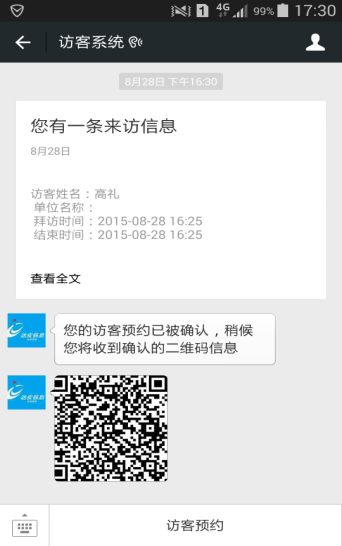 1
4G
99%
17:30
访客系统
8月28日 下午16:30
您有一条来访信息
8月28日
访客姓名：高礼
单位名称：
拜访时间：2015-08-28 16:25
结束时间：2015-08-28 16:25
查看全文
您的访客预约已被确认，稍候
您将收到确认的二维码信息
访客预约